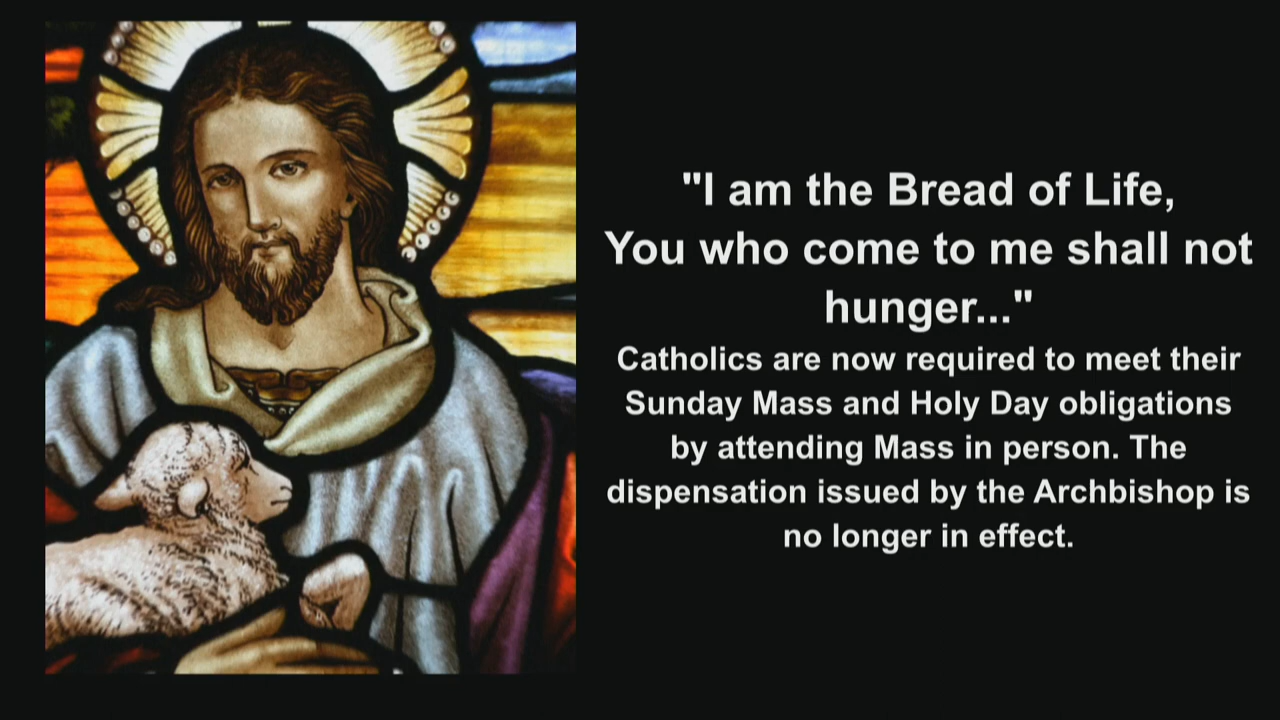 "I am the Bread of Life,
You who come to me shall not
hunger..."
Catholics are now required to meet their
Sunday Mass and Holy Day obligations
by attending Mass in person. The
dispensation issued by the Archbishop is
no longer in effect.